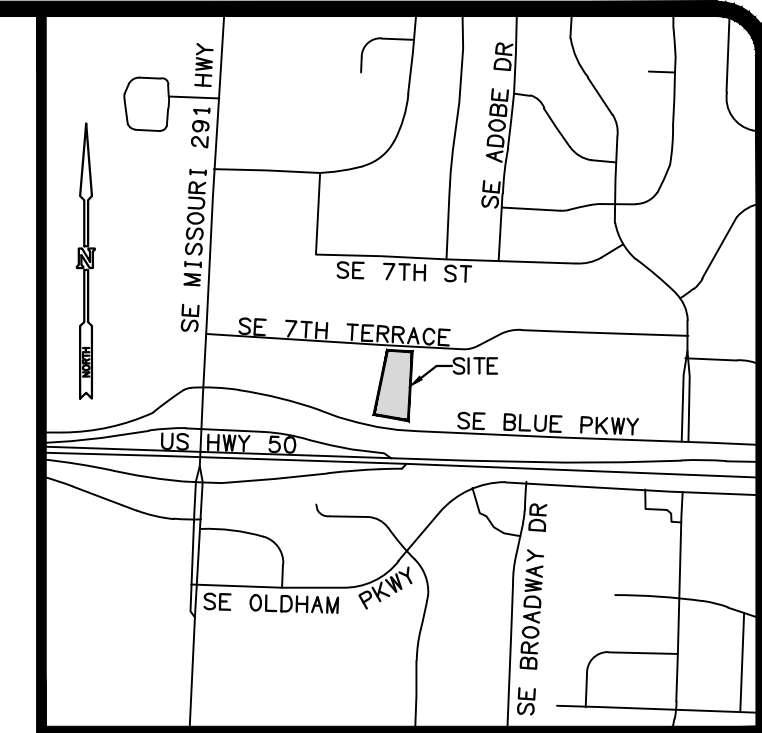 SE MISSOURI 291 HWY
SE ADOBE DR
N
NORTH
SE 7TH ST
SE 7TH TERRACE
SITE
SE BLUE PKWY
US HWY 50
SE OLDHAM PKWY
SE BROADWAY DR